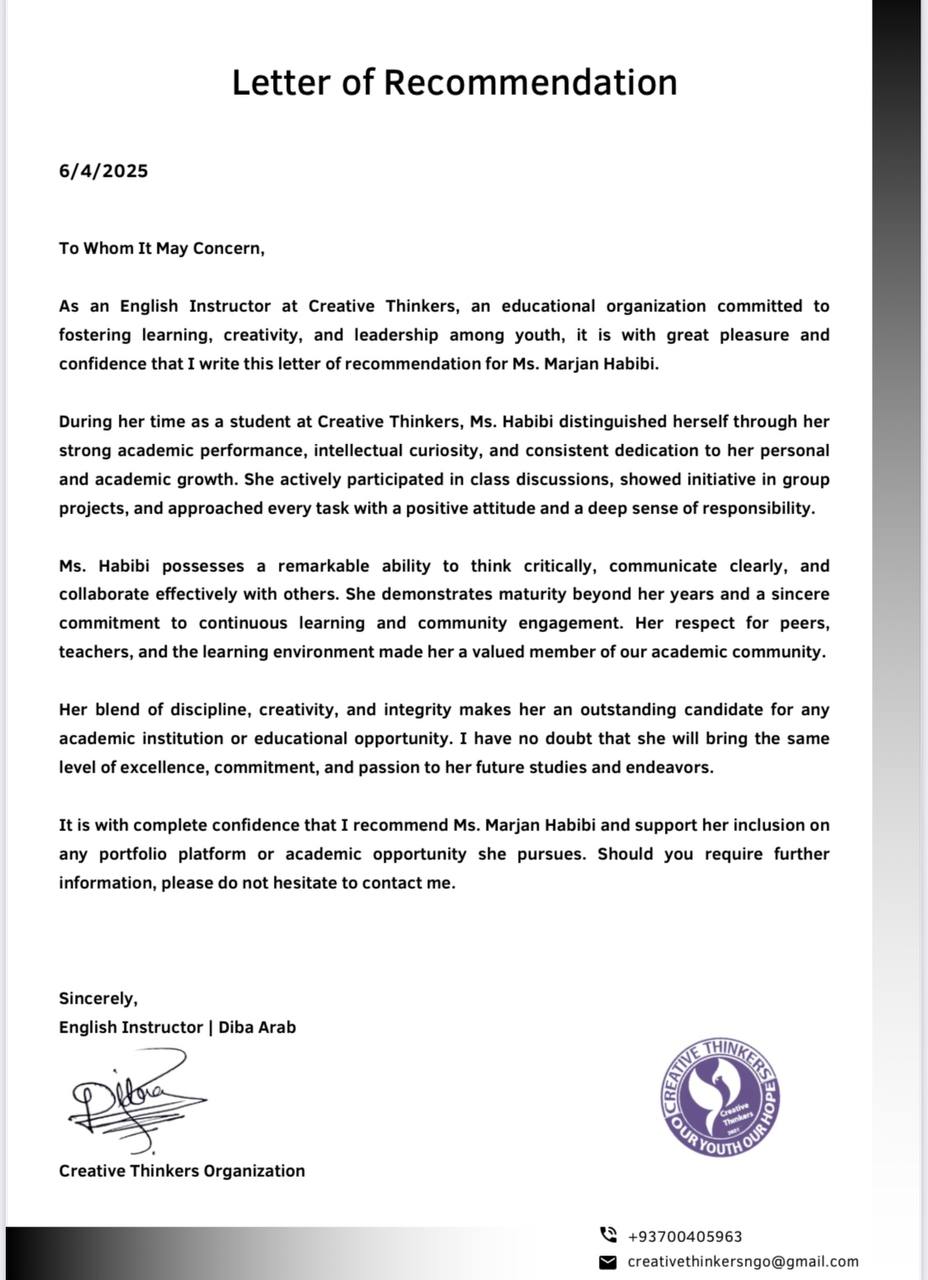 Letter of Recommendation
6/4/2025
To Whom It May Concern,
As an English Instructor at Creative Thinkers, an educational organization committed to
fostering learning, creativity, and leadership among youth, it is with great pleasure and
confidence that I write this letter of recommendation for Ms. Marjan Habibi.
During her time as a student at Creative Thinkers, Ms. Habibi distinguished herself through her
strong academic performance, intellectual curiosity, and consistent dedication to her personal
and academic growth. She actively participated in class discussions, showed initiative in group
projects, and approached every task with a positive attitude and a deep sense of responsibility.
Ms. Habibi possesses a remarkable ability to think critically, communicate clearly, and
collaborate effectively with others. She demonstrates maturity beyond her years and a sincere
commitment to continuous learning and community engagement. Her respect for peers,
teachers, and the learning environment made her a valued member of our academic community.
Her blend of discipline, creativity, and integrity makes her an outstanding candidate for any
academic institution or educational opportunity. I have no doubt that she will bring the same
level of excellence, commitment, and passion to her future studies and endeavors.
It is with complete confidence that I recommend Ms. Marjan Habibi and support her inclusion on
any portfolio platform or academic opportunity she pursues. Should you require further
information, please do not hesitate to contact me.
Sincerely,
English Instructor | Diba Arab
Creative Thinkers Organization
CREATIVE THINKERS
Creative
Thinkers
2021
OUR YOUTH OUR HOPE
+93700405963
creativethinkersngo@gmail.com